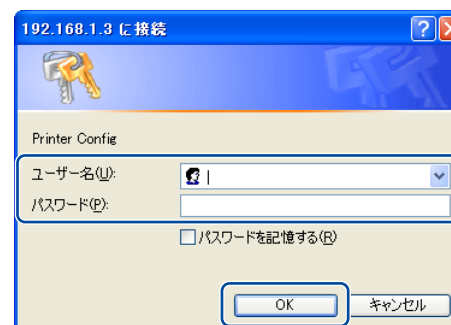 192.168.1.3 に接続
Printer Config
ユーザー名(U):
パスワード(P):
パスワードを記憶する(R)
OK キャンセル